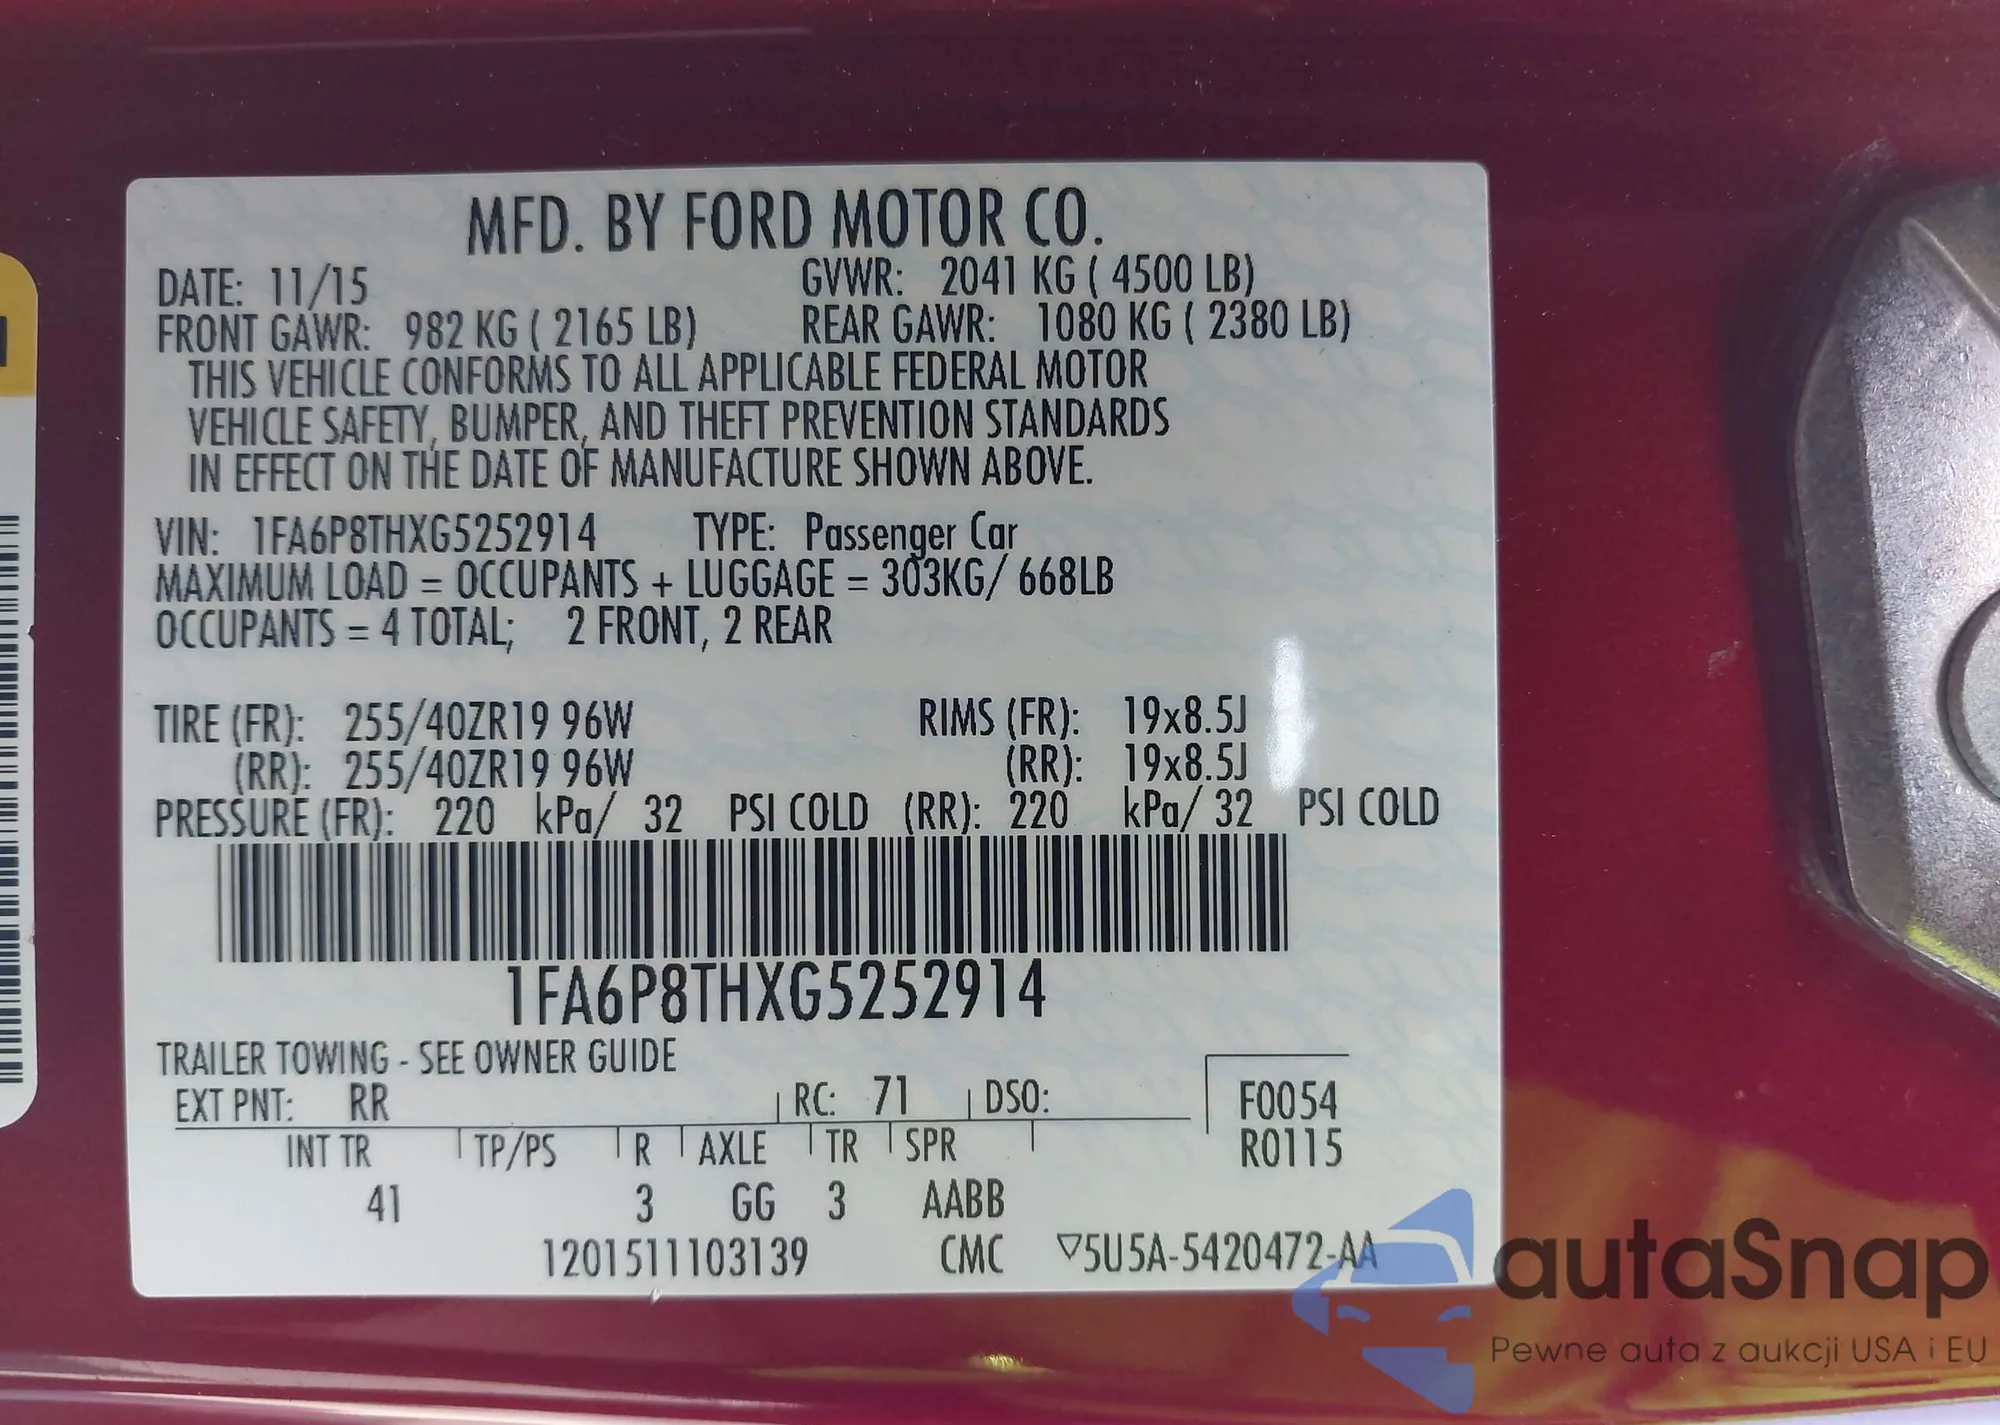 MFD. BY FORD MOTOR CO.
DATE: 11/15 GVWR: 2041 KG ( 4500 LB)
FRONT GAWR: 982 KG ( 2165 LB) REAR GAWR: 1080 KG ( 2380 LB)
THIS VEHICLE CONFORMS TO ALL APPLICABLE FEDERAL MOTOR
VEHICLE SAFETY, BUMPER, AND THEFT PREVENTION STANDARDS
IN EFFECT ON THE DATE OF MANUFACTURE SHOWN ABOVE.
VIN: 1FA6P8THXG5252914 TYPE: Passenger Car
MAXIMUM LOAD = OCCUPANTS + LUGGAGE = 303KG/ 668LB
OCCUPANTS = 4 TOTAL; 2 FRONT, 2 REAR
TIRE (FR): 255/40ZR19 96W RIMS (FR): 19x8.5J
(RR): 255/40ZR19 96W (RR): 19x8.5J
PRESSURE (FR): 220 kPa/ 32 PSI COLD (RR): 220 kPa/ 32 PSI COLD
1FA6P8THXG5252914
TRAILER TOWING - SEE OWNER GUIDE
EXT PNT: RR RC: 71 DSO: F0054
INT TR TP/PS R AXLE TR SPR R0115
41 3 GG 3 AABB
1201511103139 CMC ▽5U5A-5420472-AA
autaSnap
Pewne auta z aukcji USA i EU